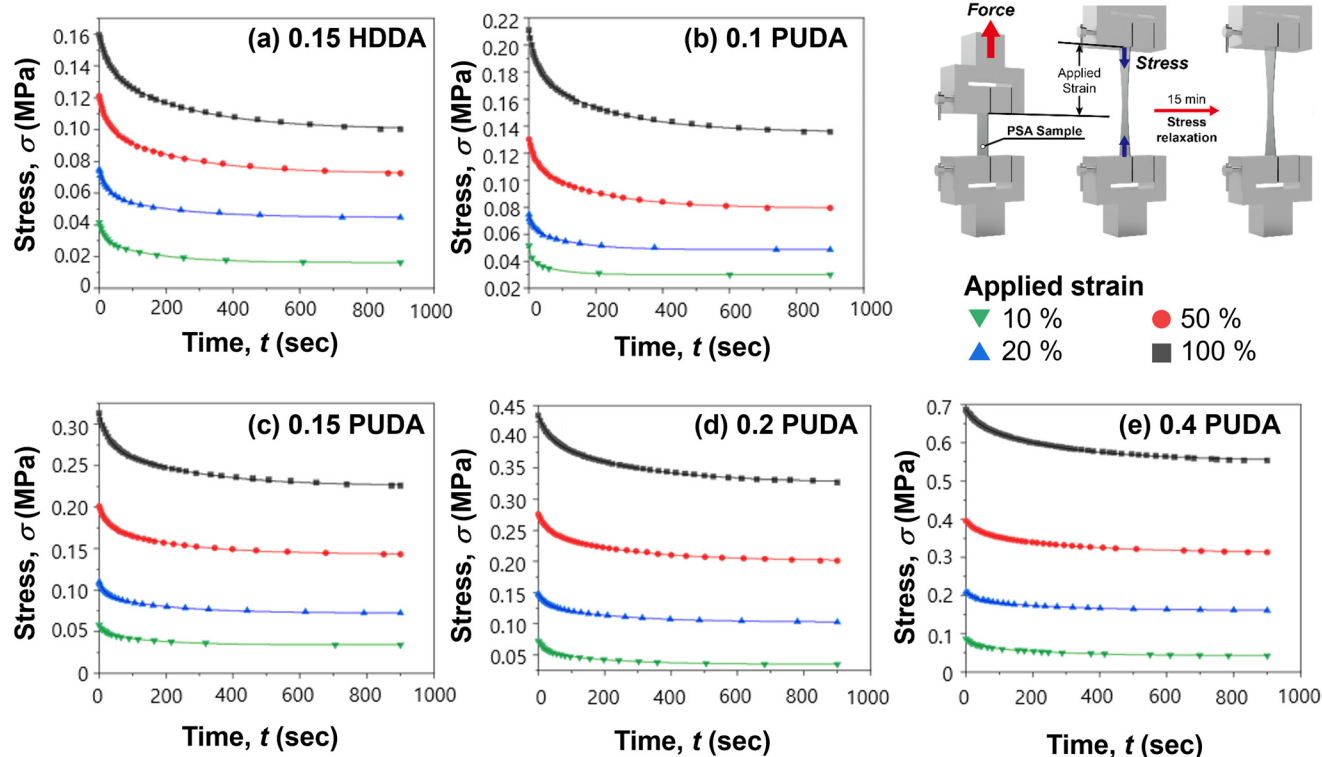 (a) 0.15 HDDA
0.16
0.16
0.12
0.10
0.08
0.06
0.04
0.02
0
Stress, σ (MPa)
0 200 400 600 800 1000
Time, t (sec)
(b) 0.1 PUDA
0.22
0.20
0.18
0.16
0.14
0.12
0.10
0.08
0.06
0.04
0.02
Stress, σ (MPa)
0 200 400 600 800 1000
Time, t (sec)
Force
Applied
Strain
Stress
PSA Sample
15 min
Stress
relaxation
Applied strain
10 % 50 %
20 % 100 %
(c) 0.15 PUDA
0.30
0.25
0.20
0.15
0.10
0.05
0
Stress, σ (MPa)
0 200 400 600 800 1000
Time, t (sec)
(d) 0.2 PUDA
0.45
0.40
0.35
0.30
0.25
0.20
0.15
0.10
0.05
Stress, σ (MPa)
0 200 400 600 800 1000
Time, t (sec)
(e) 0.4 PUDA
0.7
0.6
0.5
0.4
0.3
0.2
0.1
0
Stress, σ (MPa)
0 200 400 600 800 1000
Time, t (sec)